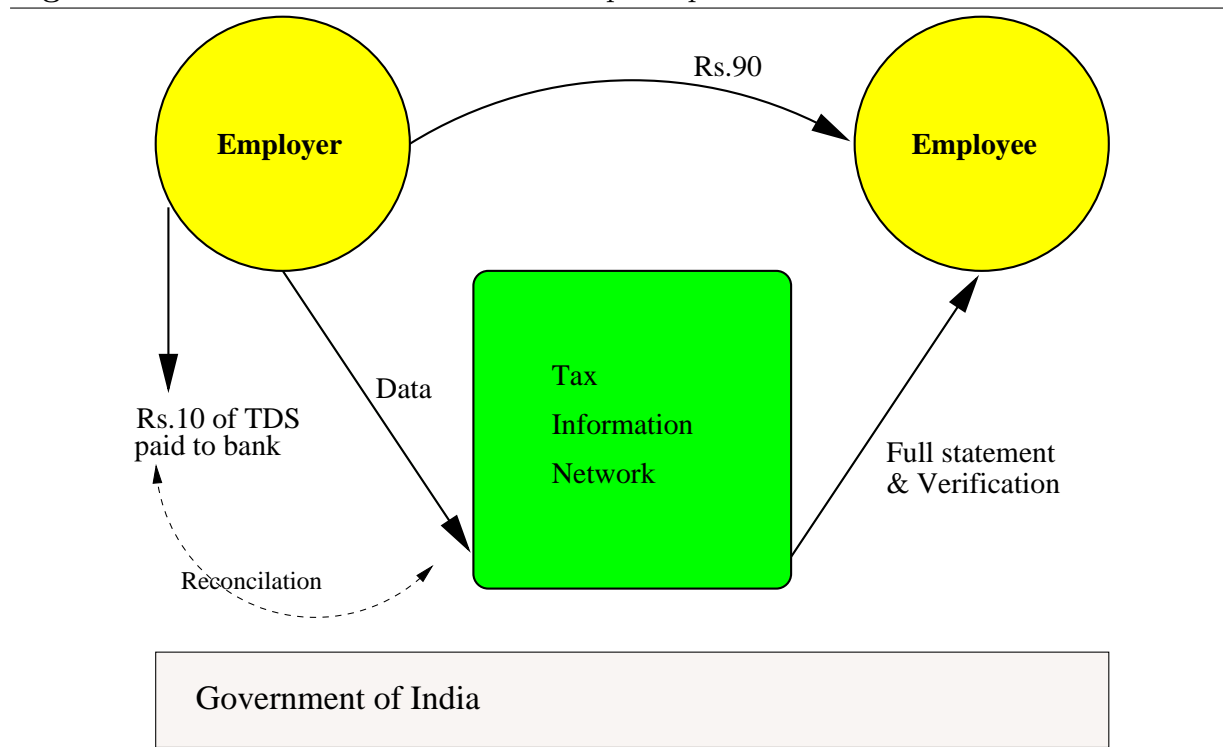 Rs.90
Employer
Employee
Tax
Information
Network
Data
Rs.10 of TDS
paid to bank
Full statement
& Verification
Reconcilation
Government of India